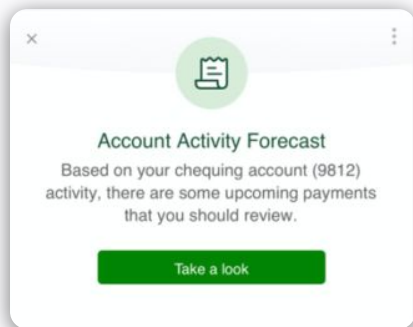 Account Activity Forecast
Based on your chequing account (9812)
activity, there are some upcoming payments
that you should review.
Take a look